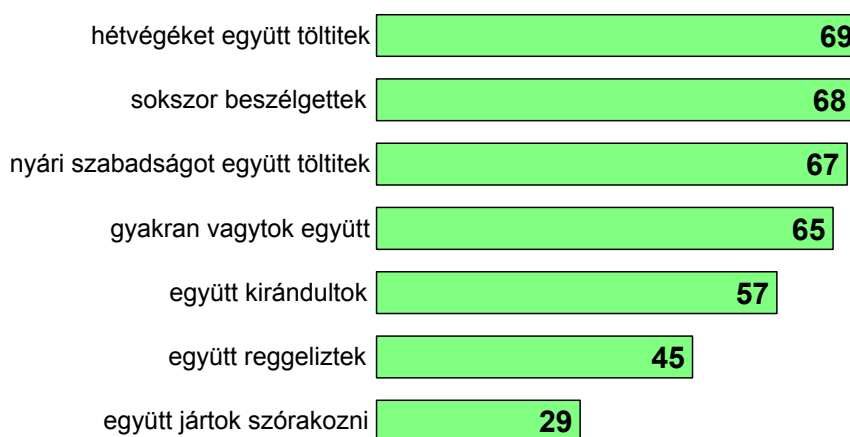 hétvégéket együtt töltitek 69
sokszor beszélgettek 68
nyári szabadságot együtt töltitek 67
gyakran vagytok együtt 65
együtt kirándultok 57
együtt reggeliztek 45
együtt jártok szórakozni 29